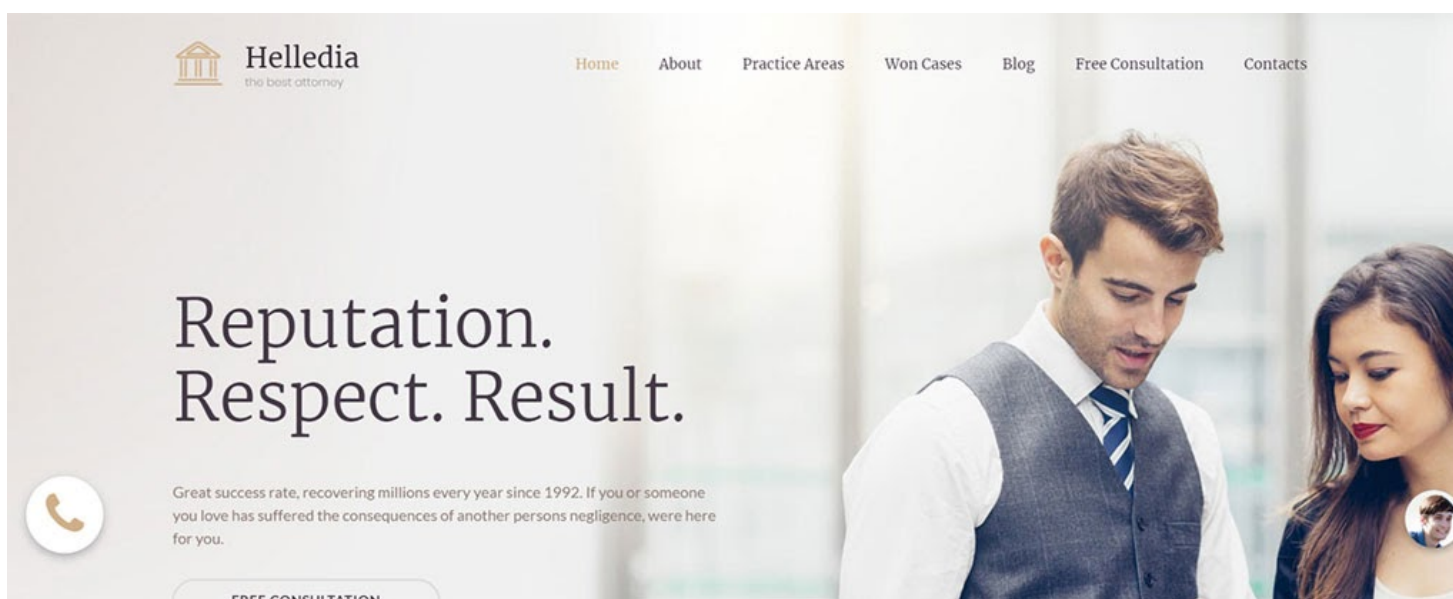 Helledia
the best attorney
Home About Practice Areas Won Cases Blog Free Consultation Contacts
Reputation.
Respect. Result.
Great success rate, recovering millions every year since 1992. If you or someone
you love has suffered the consequences of another persons negligence, were here
for you.
FREE CONSULTATION